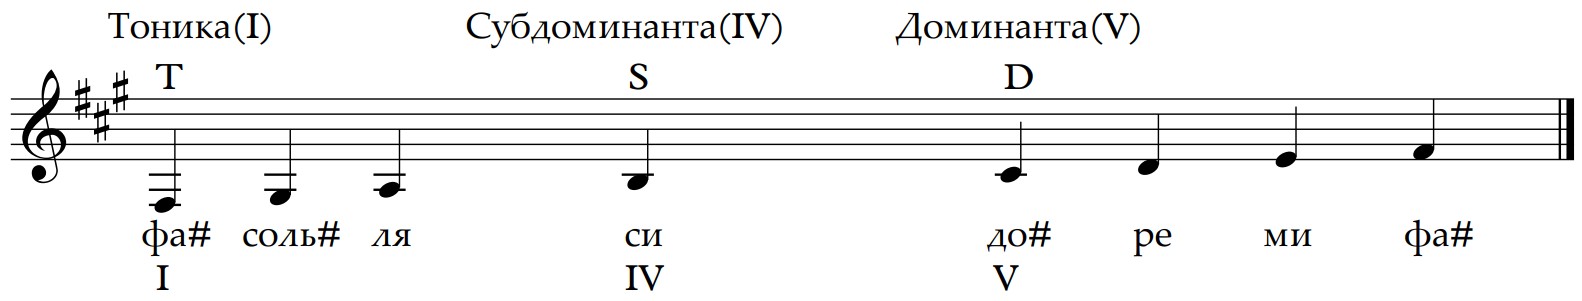 Тоника(I) Субдоминанта(IV) Доминанта(V)
T S D
фа# соль# ля си до# ре ми фа#
I IV V